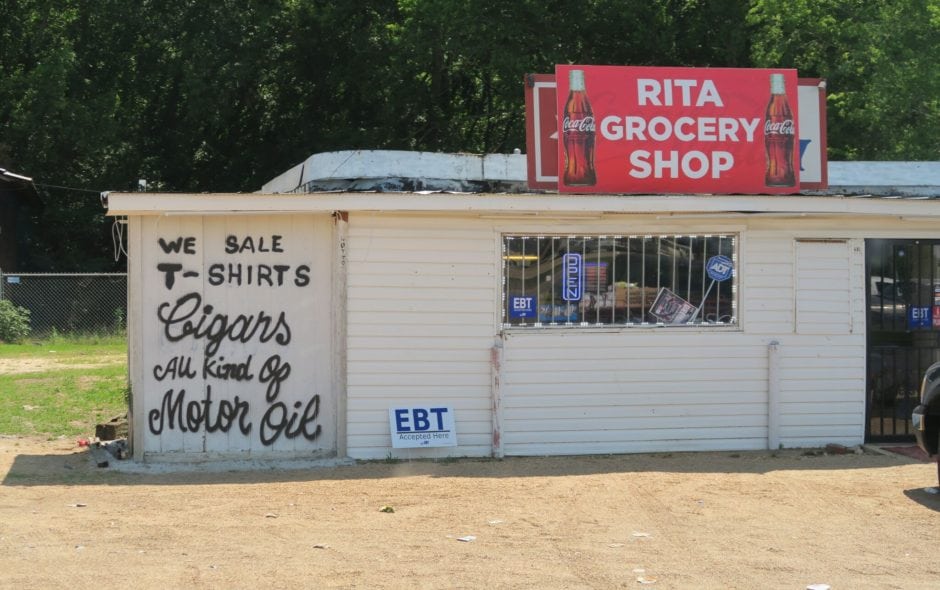 RITA
GROCERY
SHOP
Coca-Cola
Coca-Cola
WE SALE
T-SHIRTS
Cigars
All Kind Of
Motor Oil
OPEN
EBT
ADT
EBT
EBT
Accepted Here